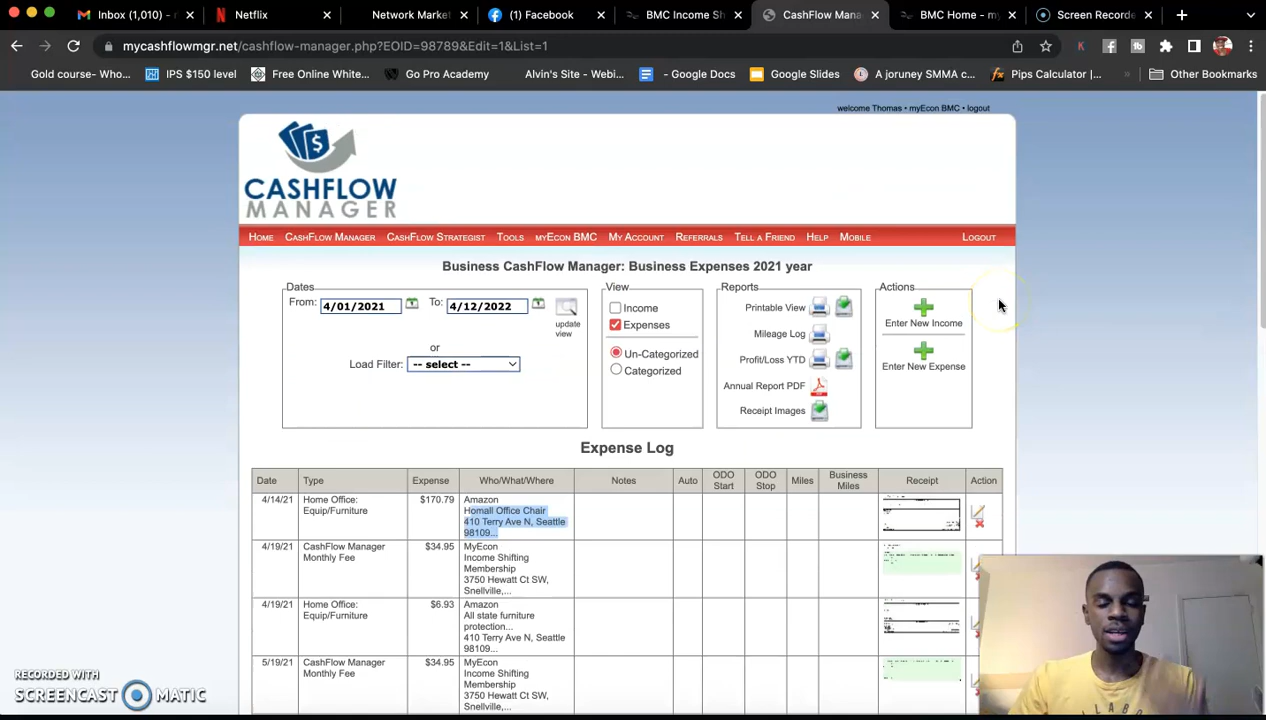 Inbox (1,010) -
Netflix
Network Market
(1) Facebook
BMC Income Sh
CashFlow Mana
BMC Home - my
Screen Recorde
mycashflowmgr.net/cashflow-manager.php?EOID=98789&Edit=1&List=1
Gold course- Who...
IPS $150 level
Free Online White...
Go Pro Academy
Alvin's Site - Webi...
- Google Docs
Google Slides
A joruney SMMA c...
Pips Calculator |...
»
Other Bookmarks
welcome Thomas • myEcon BMC • logout
CASHFLOW
MANAGER
HOME CASHFLOW MANAGER CASHFLOW STRATEGIST TOOLS MYECON BMC MY ACCOUNT REFERRALS TELL A FRIEND HELP MOBILE LOGOUT
Business CashFlow Manager: Business Expenses 2021 year
Dates
From: 4/01/2021 To: 4/12/2022
update
view
or
Load Filter: -- select --
View
Income
Expenses
Un-Categorized
Categorized
Reports
Printable View
Mileage Log
Profit/Loss YTD
Annual Report PDF
Receipt Images
Actions
Enter New Income
Enter New Expense
Expense Log
Date Type Expense Who/What/Where Notes Auto ODO Start ODO Stop Miles Business Miles Receipt Action
4/14/21 Home Office: Equip/Furniture $170.79 Amazon
Homall Office Chair
410 Terry Ave N, Seattle
98109...
4/19/21 CashFlow Manager Monthly Fee $34.95 MyEcon
Income Shifting
Membership
3750 Hewatt Ct SW,
Snellville,...
4/19/21 Home Office: Equip/Furniture $6.93 Amazon
All state furniture
protection...
410 Terry Ave N, Seattle
98109...
5/19/21 CashFlow Manager Monthly Fee $34.95 MyEcon
Income Shifting
Membership
3750 Hewatt Ct SW,
Snellville,...
RECORDED WITH
SCREENCAST MATIC